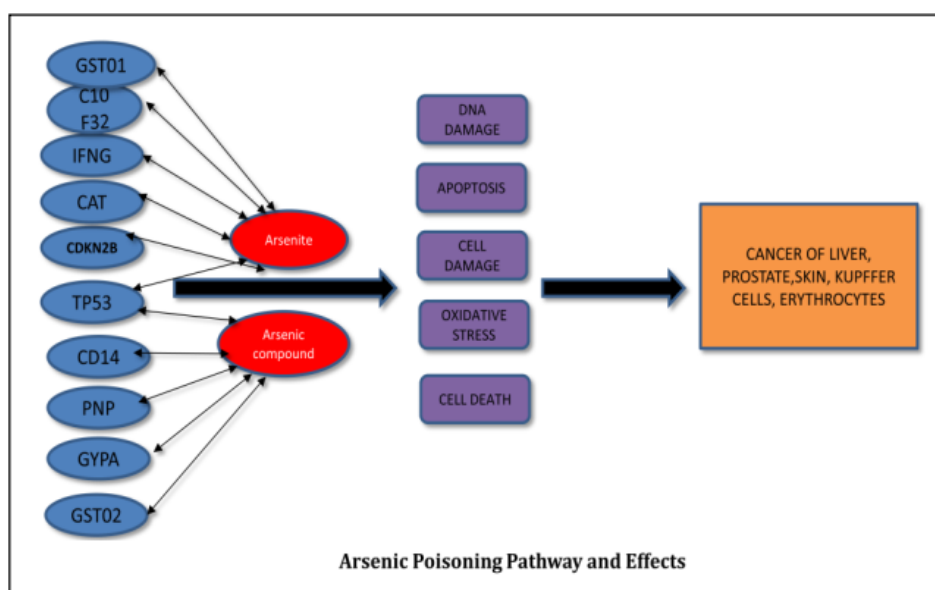 GST01
C10
F32
IFNG
CAT
CDKN2B
TP53
CD14
PNP
GYPA
GST02
Arsenite
Arsenic
compound
DNA
DAMAGE
APOPTOSIS
CELL
DAMAGE
OXIDATIVE
STRESS
CELL DEATH
CANCER OF LIVER,
PROSTATE,SKIN, KUPFFER
CELLS, ERYTHROCYTES
Arsenic Poisoning Pathway and Effects